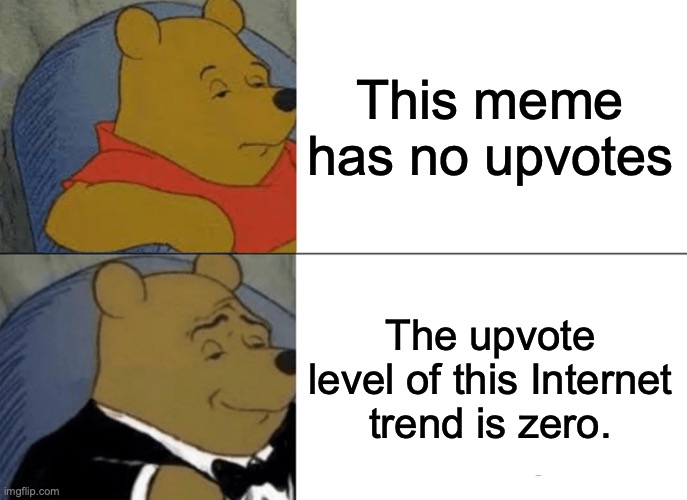 This meme
has no upvotes
The upvote
level of this Internet
trend is zero.
imgflip.com